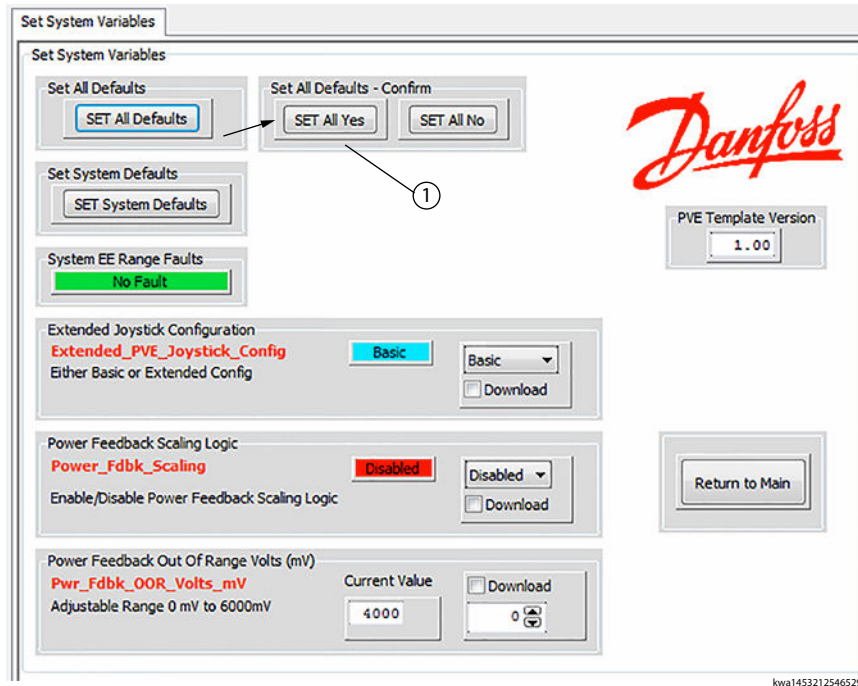 Set System Variables
Set System Variables
Set All Defaults
SET All Defaults
Set All Defaults - Confirm
SET All Yes
SET All No
1
Danfoss
Set System Defaults
SET System Defaults
PVE Template Version
1.00
System EE Range Faults
No Fault
Extended Joystick Configuration
Extended_PVE_Joystick_Config
Either Basic or Extended Config
Basic
Basic
Download
Power Feedback Scaling Logic
Power_Fdbk_Scaling
Enable/Disable Power Feedback Scaling Logic
Disabled
Disabled
Download
Return to Main
Power Feedback Out Of Range Volts (mV)
Pwr_Fdbk_OOR_Volts_mV
Adjustable Range 0 mV to 6000mV
Current Value
4000
Download
0
kwa1453212546529